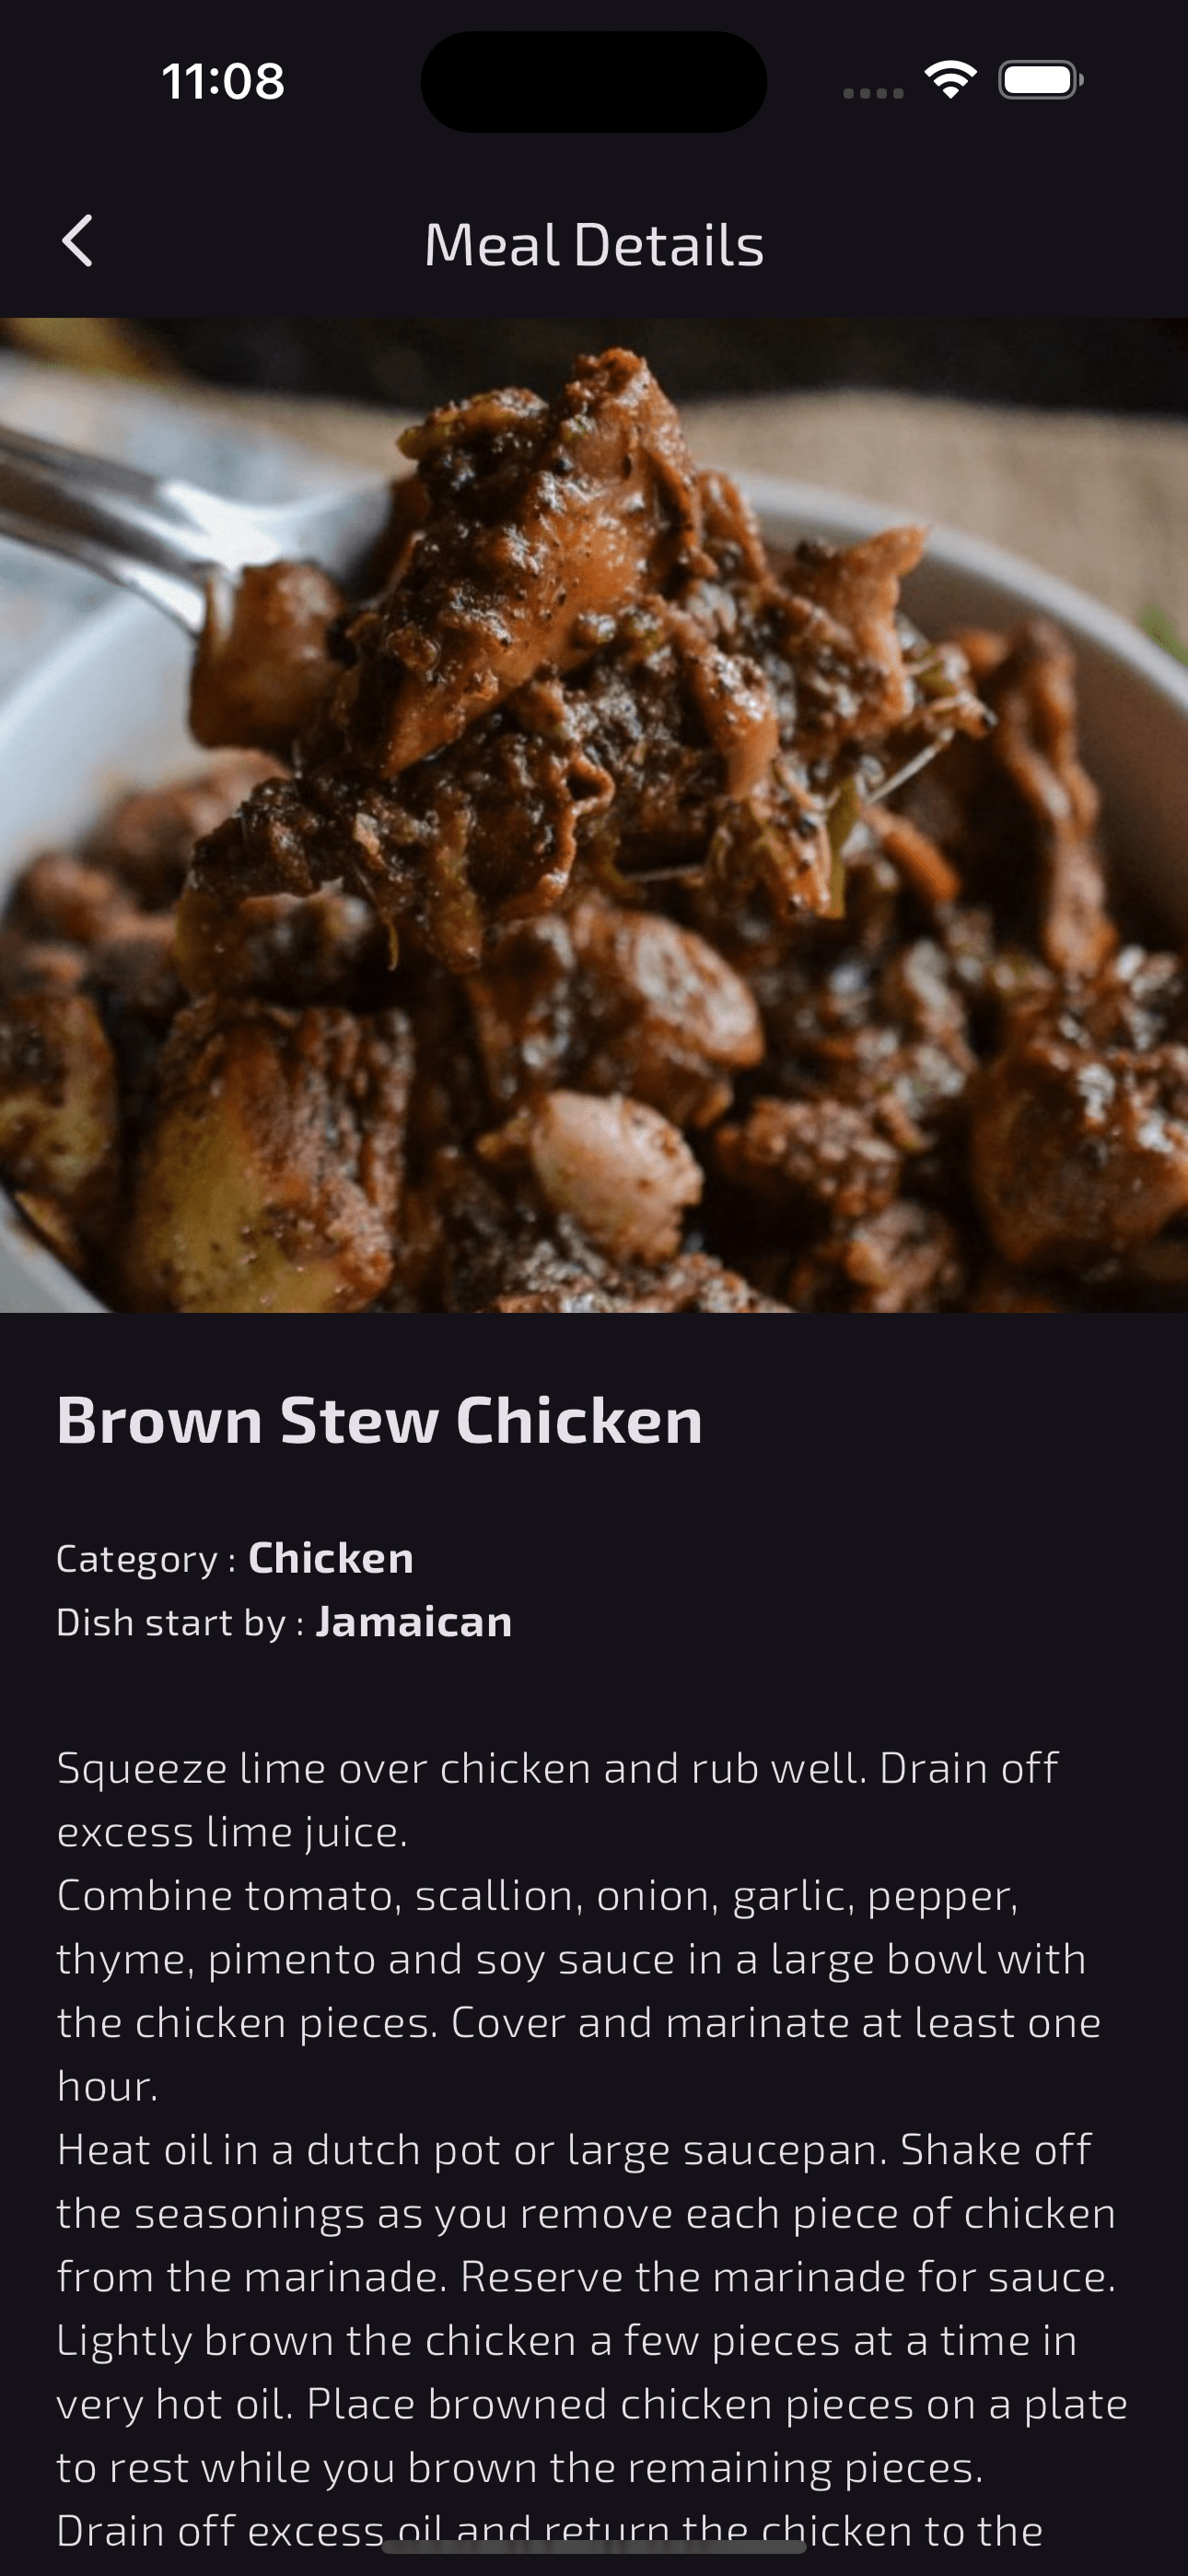 11:08
Meal Details
Brown Stew Chicken
Category : Chicken
Dish start by : Jamaican
Squeeze lime over chicken and rub well. Drain off
excess lime juice.
Combine tomato, scallion, onion, garlic, pepper,
thyme, pimento and soy sauce in a large bowl with
the chicken pieces. Cover and marinate at least one
hour.
Heat oil in a dutch pot or large saucepan. Shake off
the seasonings as you remove each piece of chicken
from the marinade. Reserve the marinade for sauce.
Lightly brown the chicken a few pieces at a time in
very hot oil. Place browned chicken pieces on a plate
to rest while you brown the remaining pieces.
Drain off excess oil and return the chicken to the